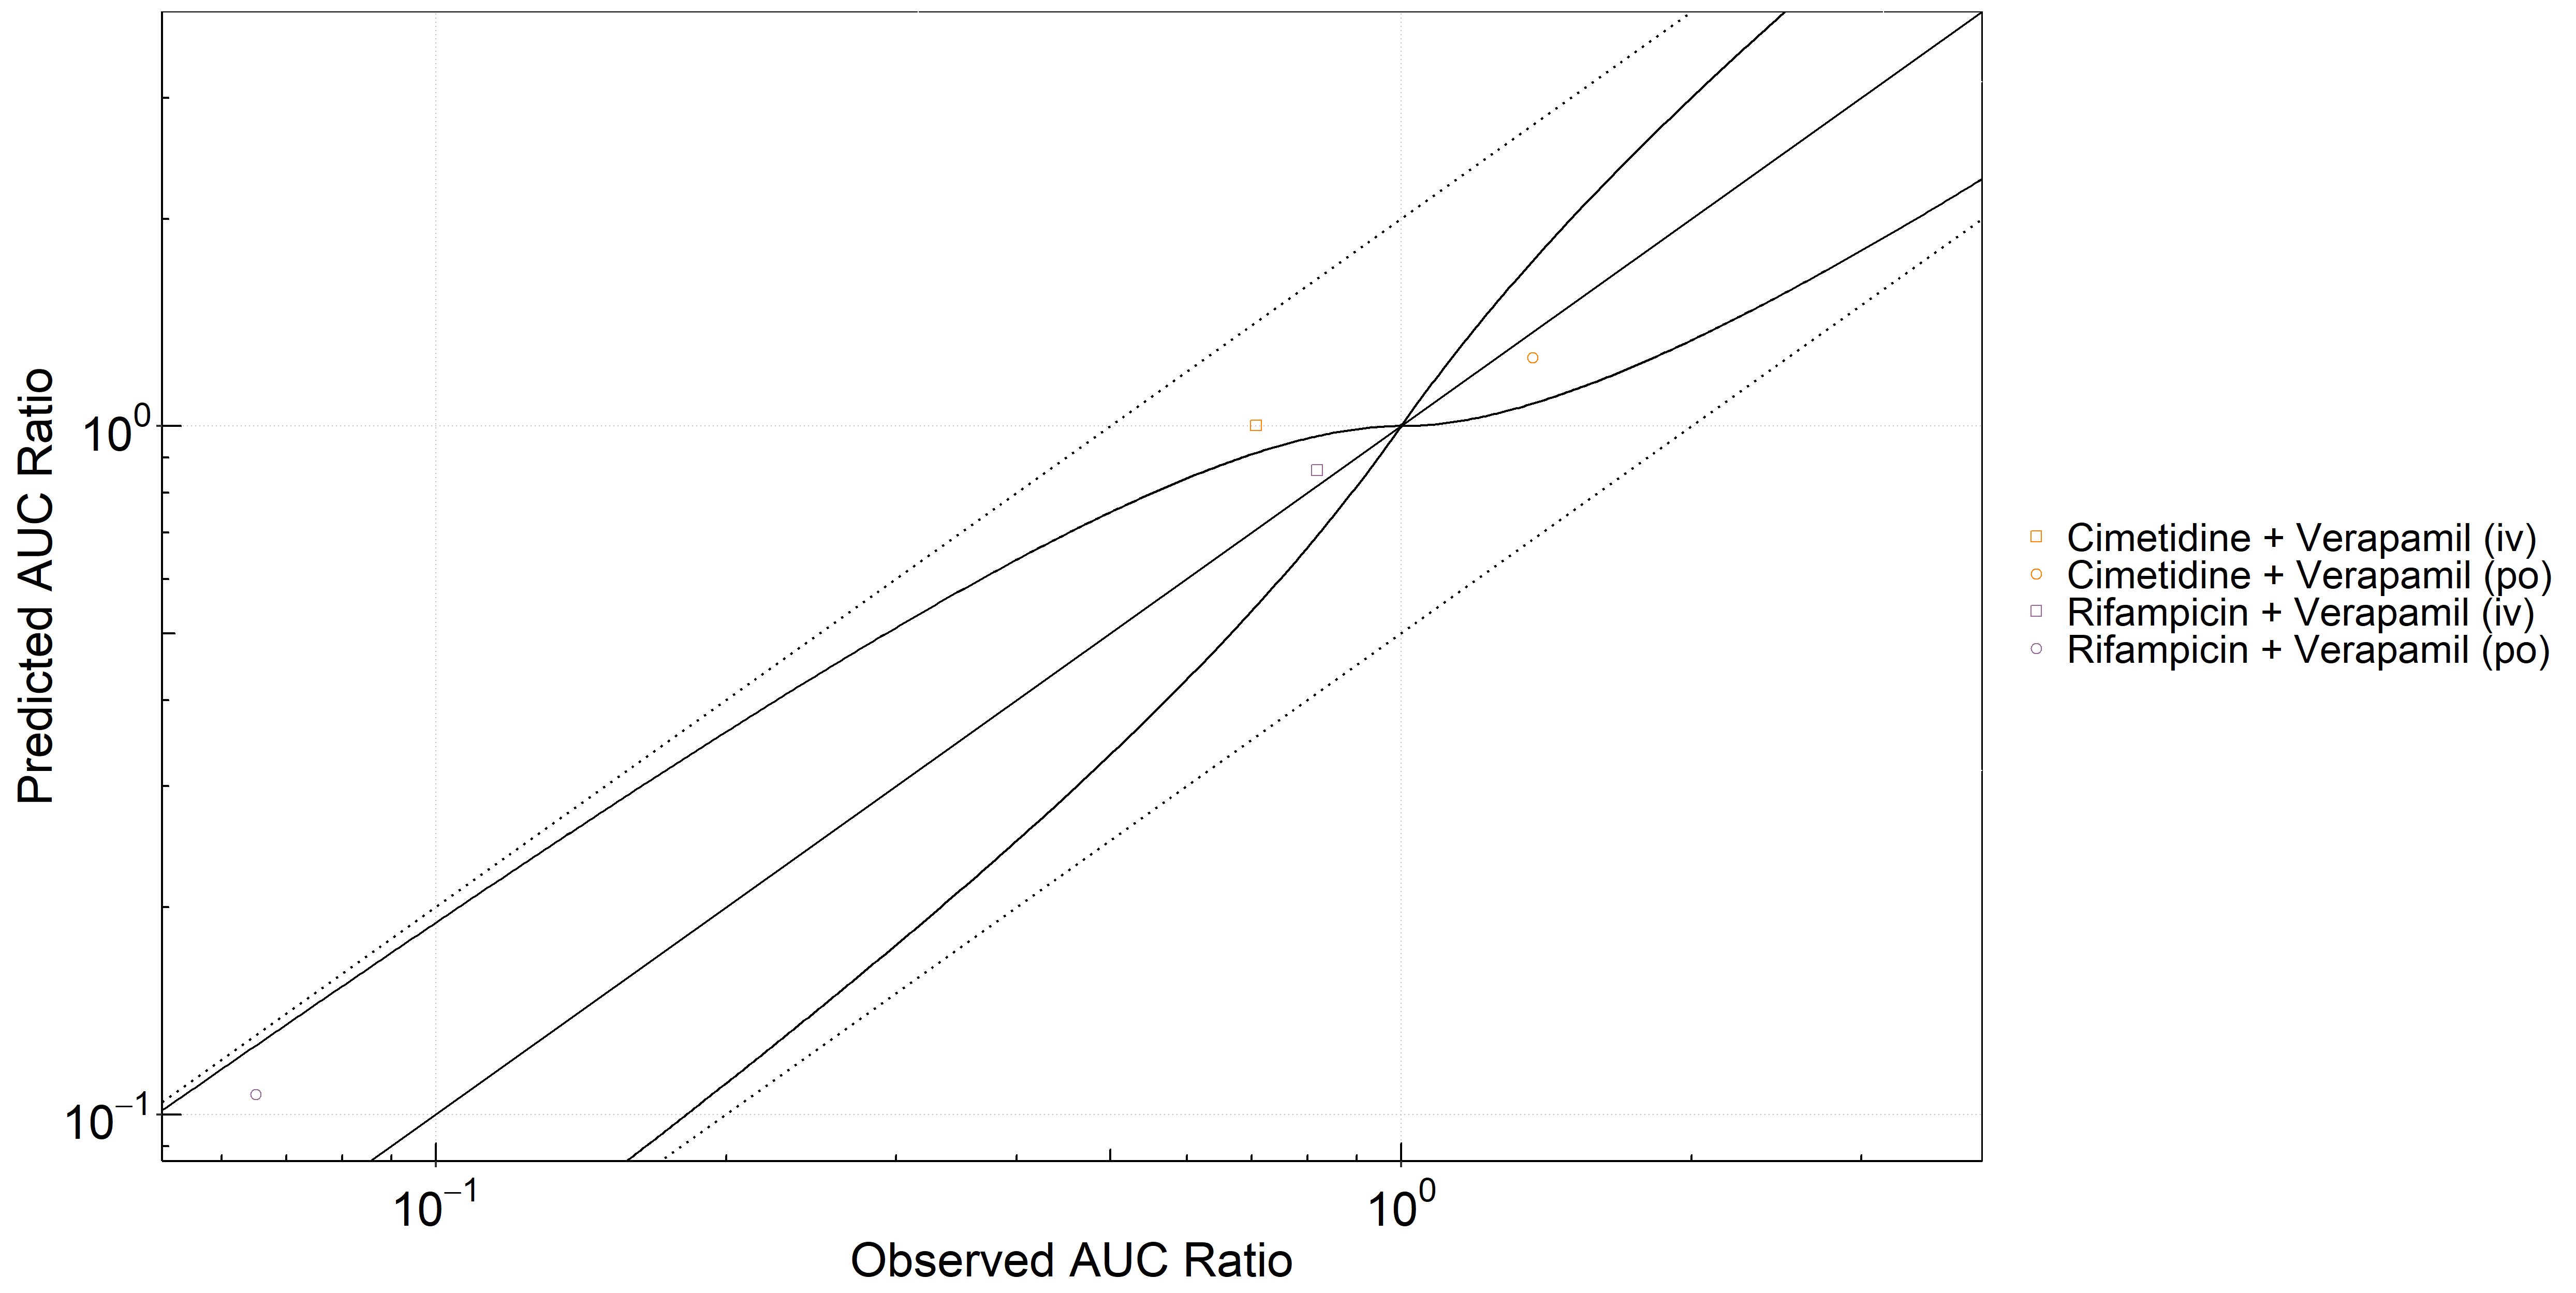 Predicted AUC Ratio
10⁰
10⁻¹
10⁻¹
10⁰
Observed AUC Ratio
Cimetidine + Verapamil (iv)
Cimetidine + Verapamil (po)
Rifampicin + Verapamil (iv)
Rifampicin + Verapamil (po)